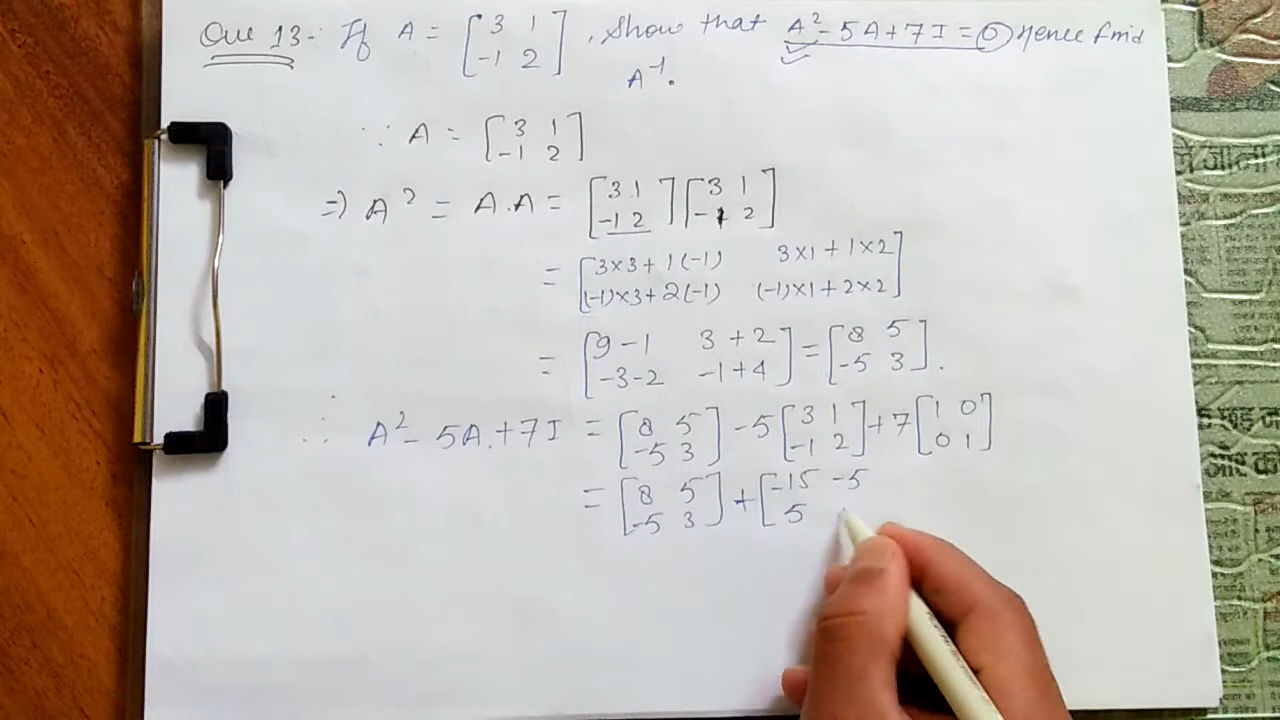 Que 13- If A = [3 1 -1 2], Show that A² - 5A + 7I = 0 Hence find
A⁻¹.
∵ A = [3 1 -1 2]
⇒ A² = A.A = [3 1 -1 2] [3 1 -1 2]
= [3×3+1(-1) 3×1+1×2 (-1)×3+2(-1) (-1)×1+2×2]
= [9-1 3+2 -3-2 -1+4] = [8 5 -5 3].
∴ A² - 5A + 7I = [8 5 -5 3] - 5 [3 1 -1 2] + 7 [1 0 0 1]
= [8 5 -5 3] + [-15 -5 5